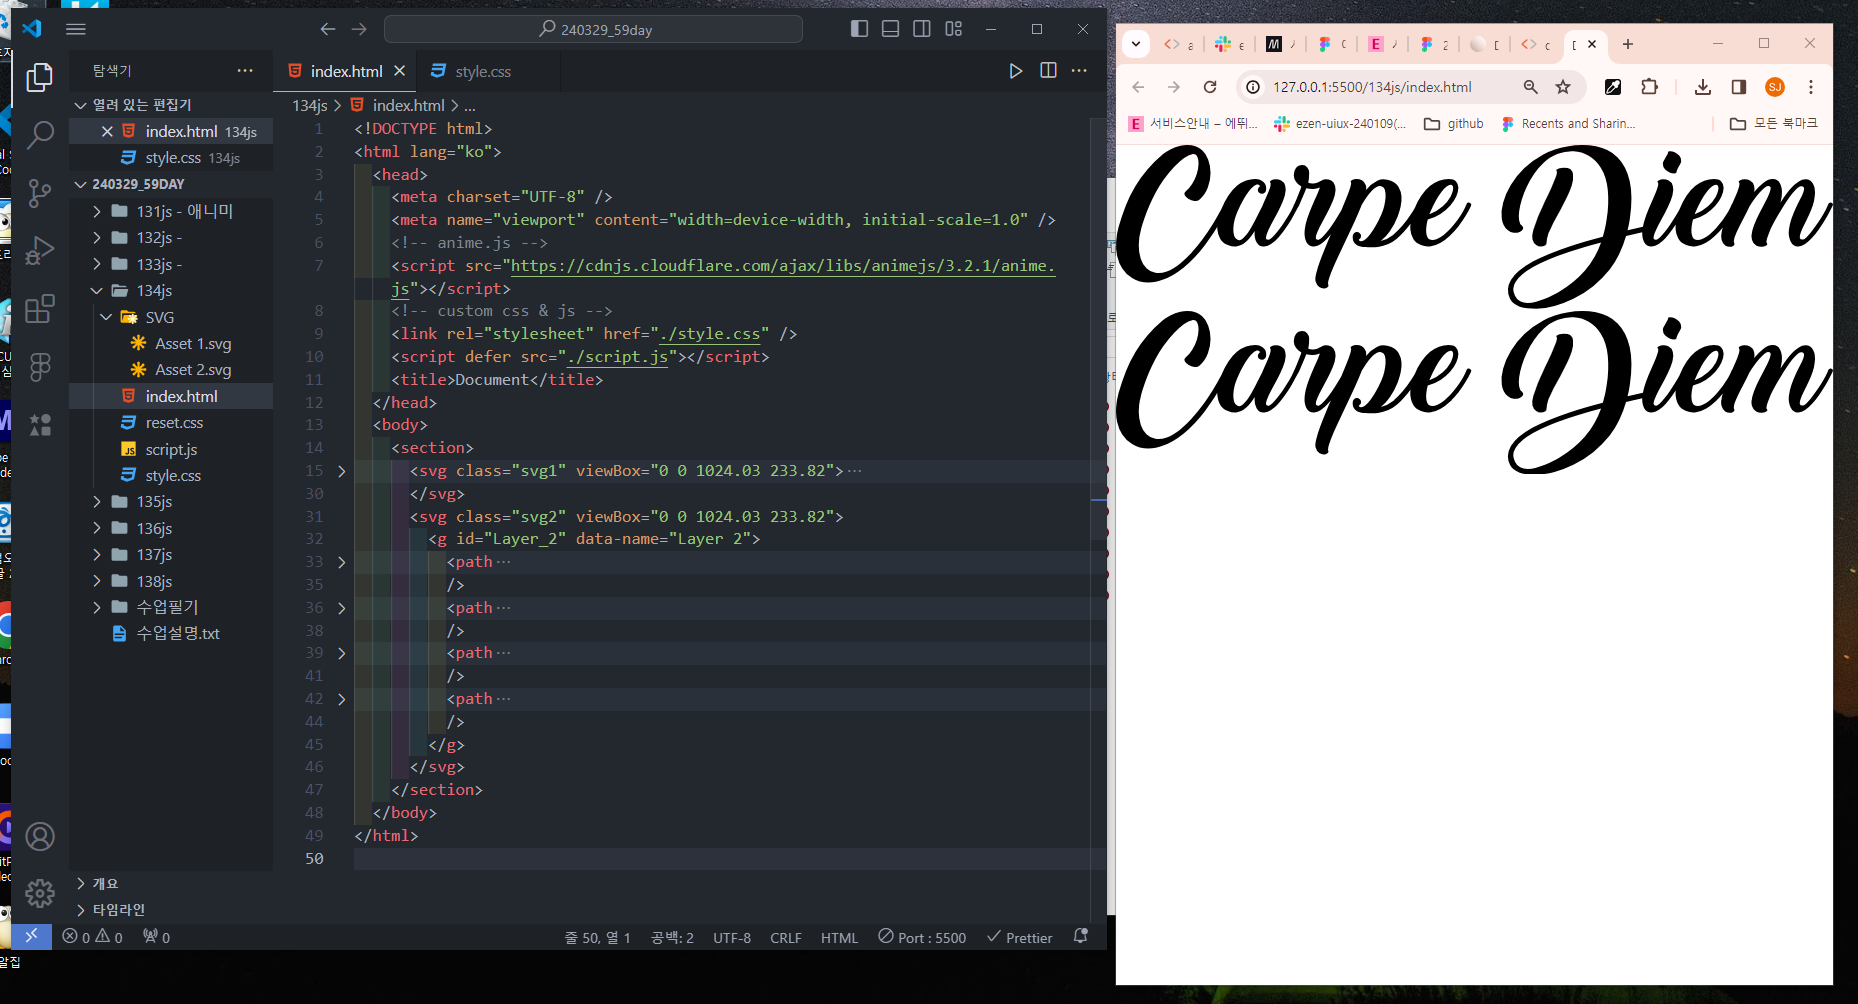 240329_59day
탐색기
열려 있는 편집기
index.html 134js
style.css 134js
240329_59DAY
131js - 애니미
132js -
133js -
134js
SVG
Asset 1.svg
Asset 2.svg
index.html
reset.css
script.js
style.css
135js
136js
137js
138js
수업필기
수업설명.txt
개요
타임라인
index.html
style.css
134js > index.html > ...
1 <!DOCTYPE html>
2 <html lang="ko">
3 <head>
4 <meta charset="UTF-8" />
5 <meta name="viewport" content="width=device-width, initial-scale=1.0" />
6 <!-- anime.js -->
7 <script src="https://cdnjs.cloudflare.com/ajax/libs/animejs/3.2.1/anime.
js"></script>
8 <!-- custom css & js -->
9 <link rel="stylesheet" href="./style.css" />
10 <script defer src="./script.js"></script>
11 <title>Document</title>
12 </head>
13 <body>
14 <section>
15 <svg class="svg1" viewBox="0 0 1024.03 233.82">···
30 </svg>
31 <svg class="svg2" viewBox="0 0 1024.03 233.82">
32 <g id="Layer_2" data-name="Layer 2">
33 <path ···
35 />
36 <path ···
38 />
39 <path ···
41 />
42 <path ···
44 />
45 </g>
46 </svg>
47 </section>
48 </body>
49 </html>
50
0 0 0
줄 50, 열 1 공백: 2 UTF-8 CRLF HTML Port : 5500 Prettier
127.0.0.1:5500/134js/index.html
SJ
서비스안내 – 에뛰... ezen-uiux-240109(... github Recents and Sharin... 모든 북마크
Carpe Diem
Carpe Diem
알집